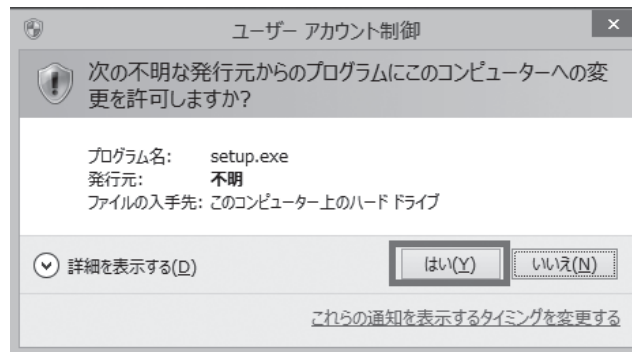 ユーザー アカウント制御
次の不明な発行元からのプログラムにこのコンピューターへの変
更を許可しますか?
プログラム名: setup.exe
発行元: 不明
ファイルの入手先: このコンピューター上のハード ドライブ
詳細を表示する(D)
はい(Y)
いいえ(N)
これらの通知を表示するタイミングを変更する